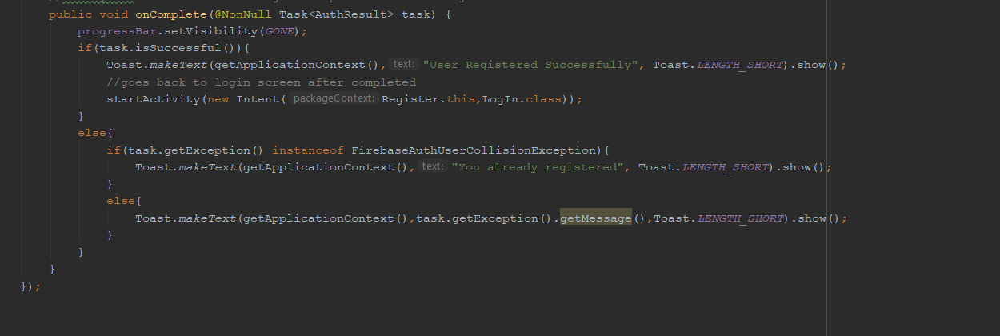 public void onComplete(@NonNull Task<AuthResult> task) {
progressBar.setVisibility(GONE);
if(task.isSuccessful()){
Toast.makeText(getApplicationContext(), text: "User Registered Successfully", Toast.LENGTH_SHORT).show();
//goes back to login screen after completed
startActivity(new Intent( packageContext: Register.this,LogIn.class));
}
else{
if(task.getException() instanceof FirebaseAuthUserCollisionException){
Toast.makeText(getApplicationContext(), text: "You already registered", Toast.LENGTH_SHORT).show();
}
else{
Toast.makeText(getApplicationContext(),task.getException().getMessage(),Toast.LENGTH_SHORT).show();
}
}
}
});